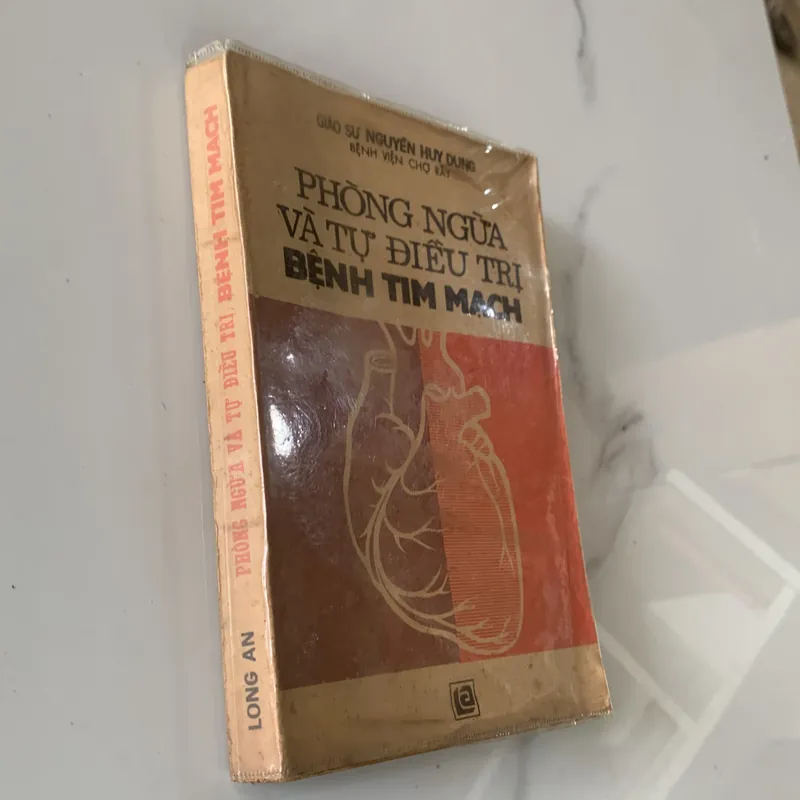 GIÁO SƯ NGUYỄN HUY DUNG
BỆNH VIỆN CHỢ RẪY
PHÒNG NGỪA
VÀ TỰ ĐIỀU TRỊ
BỆNH TIM MẠCH
PHÒNG NGỪA VÀ TỰ ĐIỀU TRỊ BỆNH TIM MẠCH
LONG AN